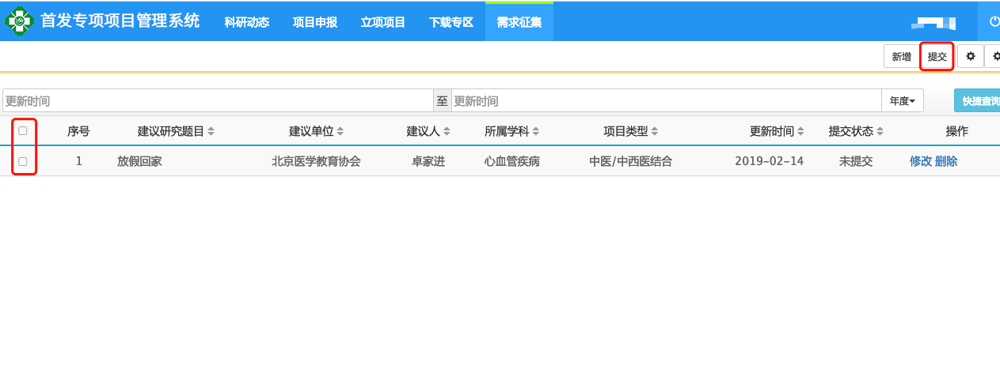 首发专项项目管理系统 科研动态 项目申报 立项项目 下载专区 需求征集
新增 提交
更新时间 至 更新时间 年度 快捷查询
序号 建议研究题目 建议单位 建议人 所属学科 项目类型 更新时间 提交状态 操作
1 放假回家 北京医学教育协会 卓家进 心血管疾病 中医/中西医结合 2019-02-14 未提交 修改 删除